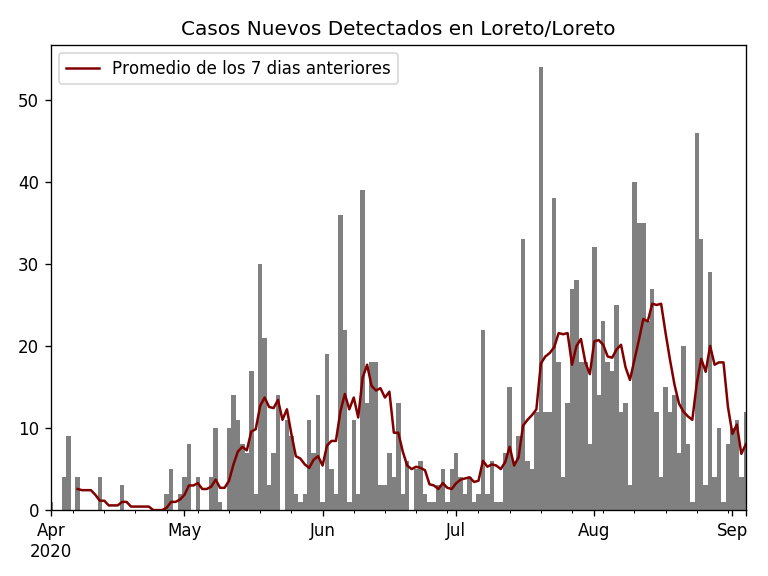 Casos Nuevos Detectados en Loreto/Loreto
Promedio de los 7 dias anteriores
50
40
30
20
10
0
Apr May Jun Jul Aug Sep
2020